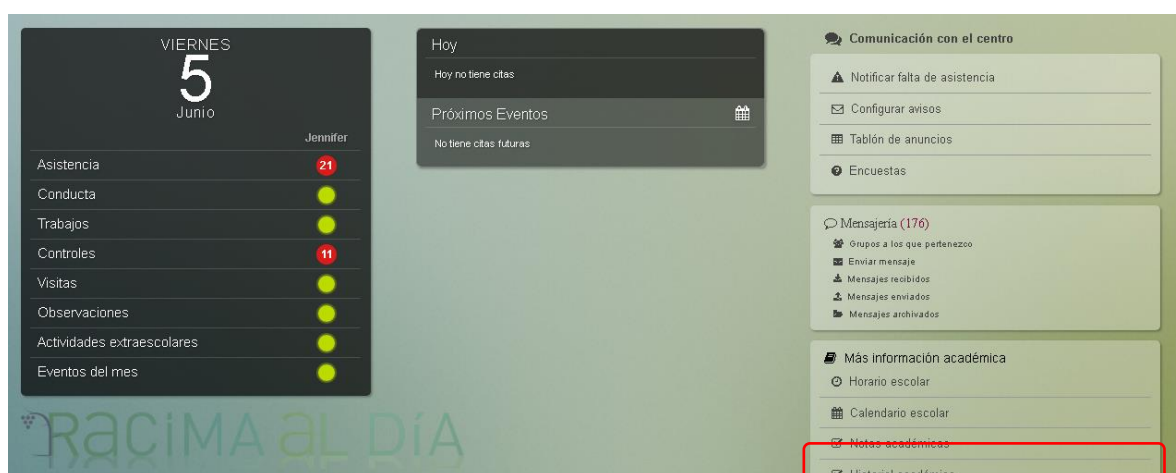 VIERNES
5
Junio
Jennifer
Asistencia 21
Conducta
Trabajos
Controles 11
Visitas
Observaciones
Actividades extraescolares
Eventos del mes
RACIMA AL DÍA
Hoy
Hoy no tiene citas
Próximos Eventos
No tiene citas futuras
Comunicación con el centro
Notificar falta de asistencia
Configurar avisos
Tablón de anuncios
Encuestas
Mensajería (176)
Grupos a los que pertenezco
Enviar mensaje
Mensajes recibidos
Mensajes enviados
Mensajes archivados
Más información académica
Horario escolar
Calendario escolar
Notas académicas
Historial académico